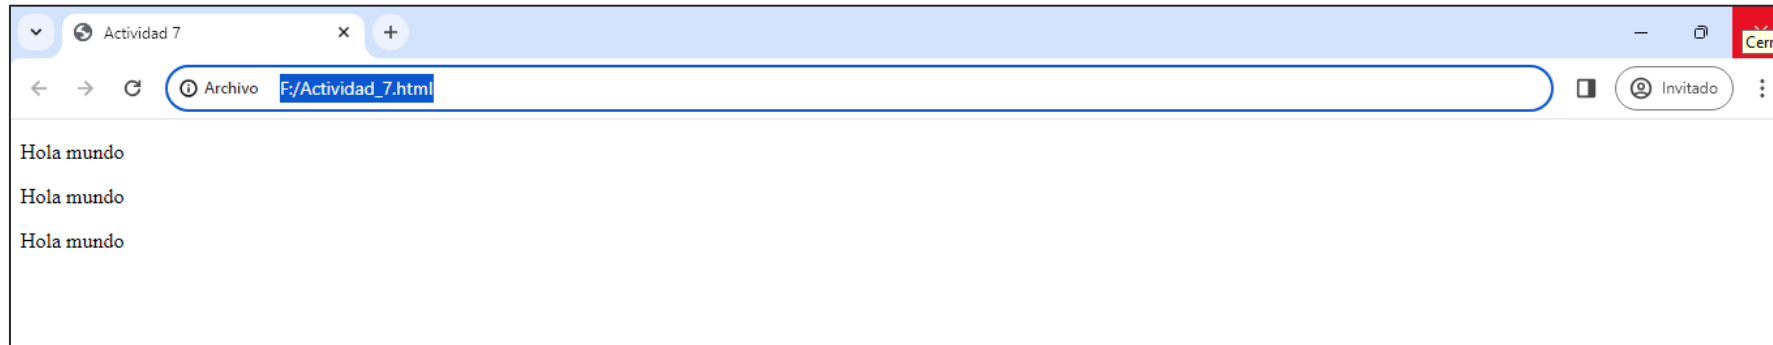 Actividad 7
Archivo F:/Actividad_7.html
Invitado
Hola mundo
Hola mundo
Hola mundo